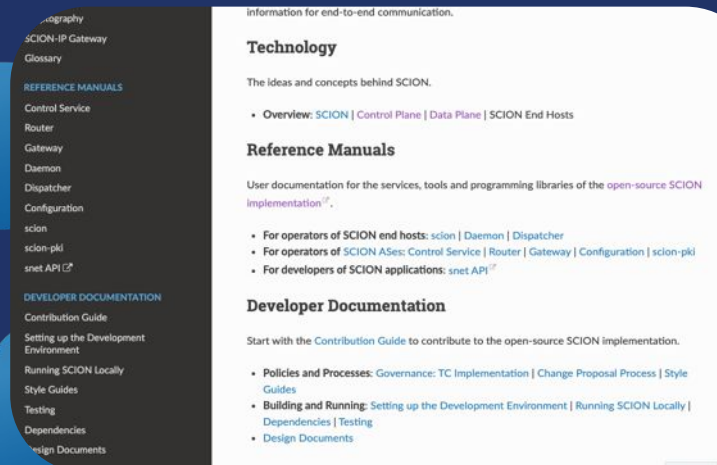 SCION-IP Gateway
Glossary
REFERENCE MANUALS
Control Service
Router
Gateway
Daemon
Dispatcher
Configuration
scion
scion-pki
snet API
DEVELOPER DOCUMENTATION
Contribution Guide
Setting up the Development
Environment
Running SCION Locally
Style Guides
Testing
Dependencies
Design Documents
information for end-to-end communication.
Technology
The ideas and concepts behind SCION.
• Overview: SCION | Control Plane | Data Plane | SCION End Hosts
Reference Manuals
User documentation for the services, tools and programming libraries of the open-source SCION
implementation.
• For operators of SCION end hosts: scion | Daemon | Dispatcher
• For operators of SCION ASes: Control Service | Router | Gateway | Configuration | scion-pki
• For developers of SCION applications: snet API
Developer Documentation
Start with the Contribution Guide to contribute to the open-source SCION implementation.
• Policies and Processes: Governance: TC Implementation | Change Proposal Process | Style
Guides
• Building and Running: Setting up the Development Environment | Running SCION Locally |
Dependencies | Testing
• Design Documents